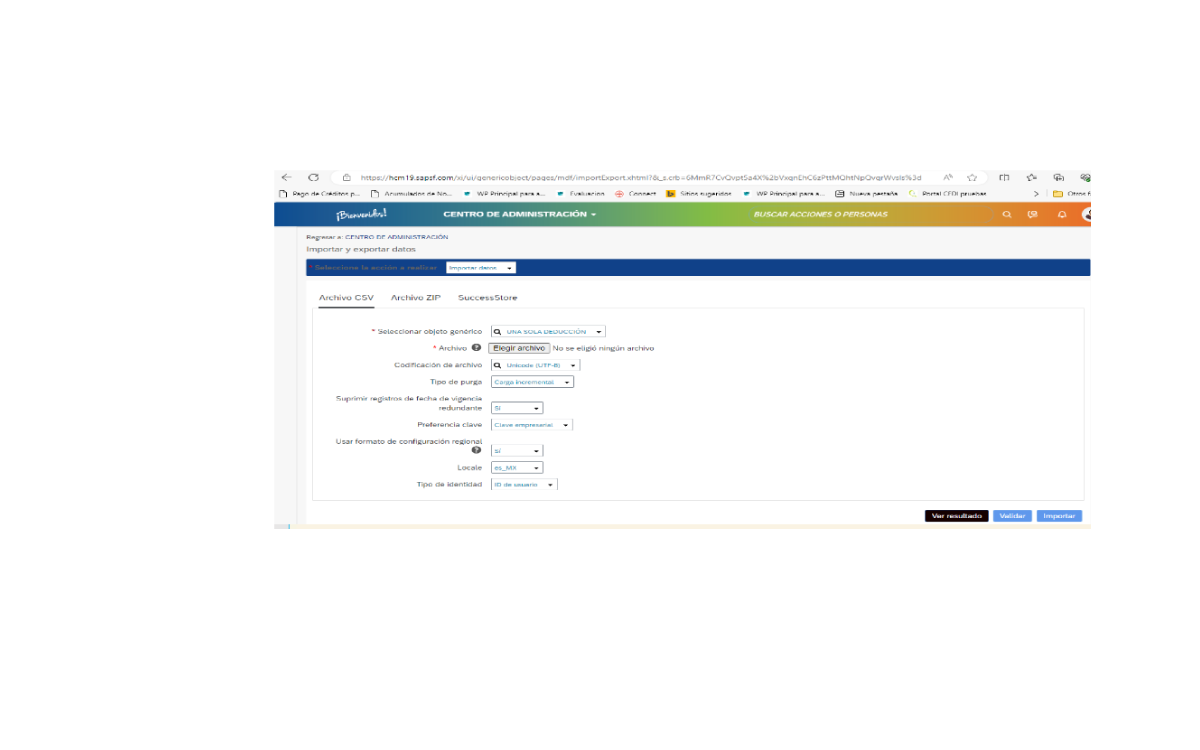 https://hcm19.sapsf.com/xi/ui/genericobject/pages/mdf/importExport.xhtml?&_s.crb=
Pago de Créditos p... Acumulados de No... WP Principal para a... Evaluación Connect Sitios sugeridos WP Principal para a... Nueva pestaña Portal CFDI pruebas Otros f
¡Bienvenid@s! CENTRO DE ADMINISTRACIÓN BUSCAR ACCIONES O PERSONAS
Regresar a: CENTRO DE ADMINISTRACIÓN
Importar y exportar datos
* Seleccione la acción a realizar Importar datos
Archivo CSV Archivo ZIP SuccessStore
* Seleccionar objeto genérico UNA SOLA DEDUCCIÓN
* Archivo Elegir archivo No se eligió ningún archivo
Codificación de archivo Unicode (UTF-8)
Tipo de purga Carga incremental
Suprimir registros de fecha de vigencia
redundante Sí
Preferencia clave Clave empresarial
Usar formato de configuración regional
Sí
Locale es_MX
Tipo de identidad ID de usuario
Ver resultado Validar Importar